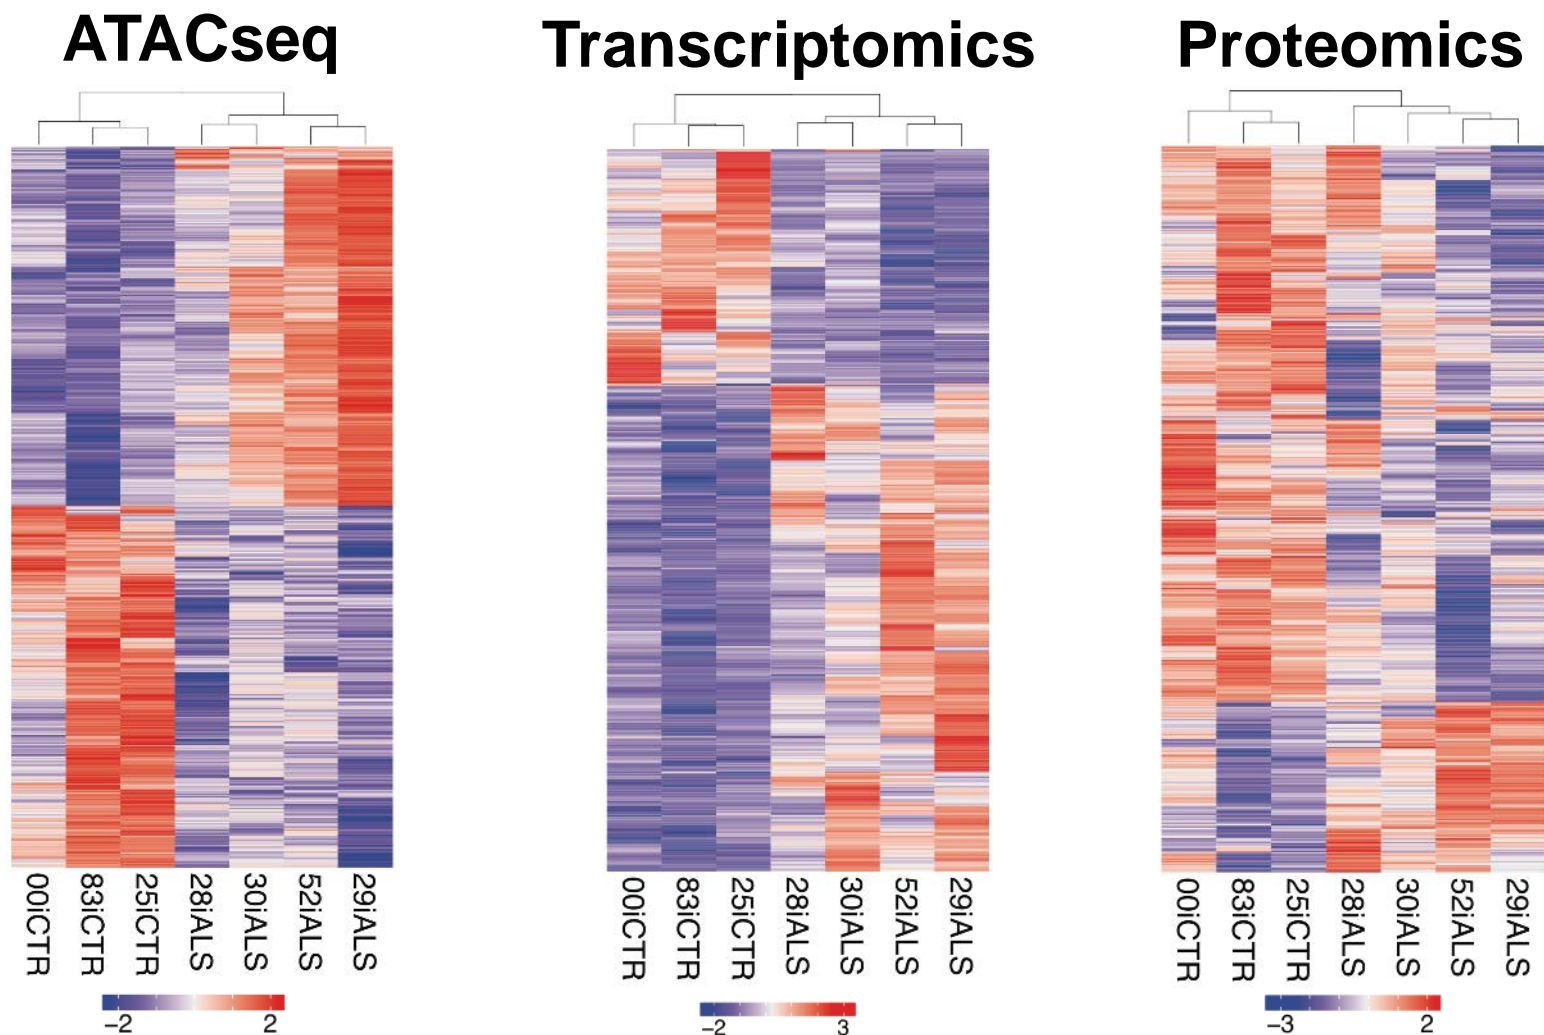 ATACseq
Transcriptomics
Proteomics
00iCTR
83iCTR
25iCTR
28iALS
30iALS
52iALS
29iALS
00iCTR
83iCTR
25iCTR
28iALS
30iALS
52iALS
29iALS
00iCTR
83iCTR
25iCTR
28iALS
30iALS
52iALS
29iALS
−2 2
−2 3
−3 2